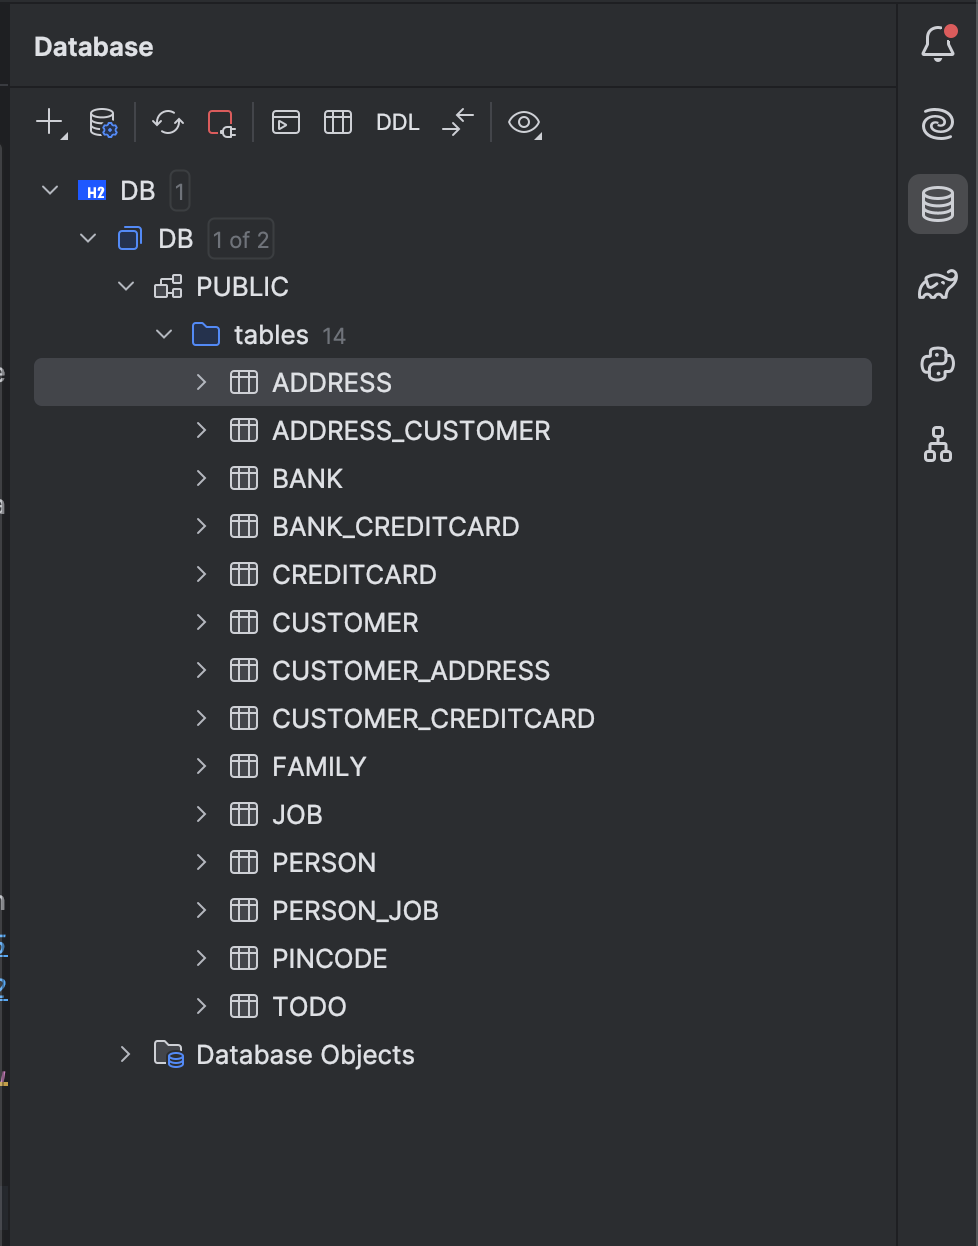 Database
DDL
H2 DB 1
DB 1 of 2
PUBLIC
tables 14
ADDRESS
ADDRESS_CUSTOMER
BANK
BANK_CREDITCARD
CREDITCARD
CUSTOMER
CUSTOMER_ADDRESS
CUSTOMER_CREDITCARD
FAMILY
JOB
PERSON
PERSON_JOB
PINCODE
TODO
Database Objects